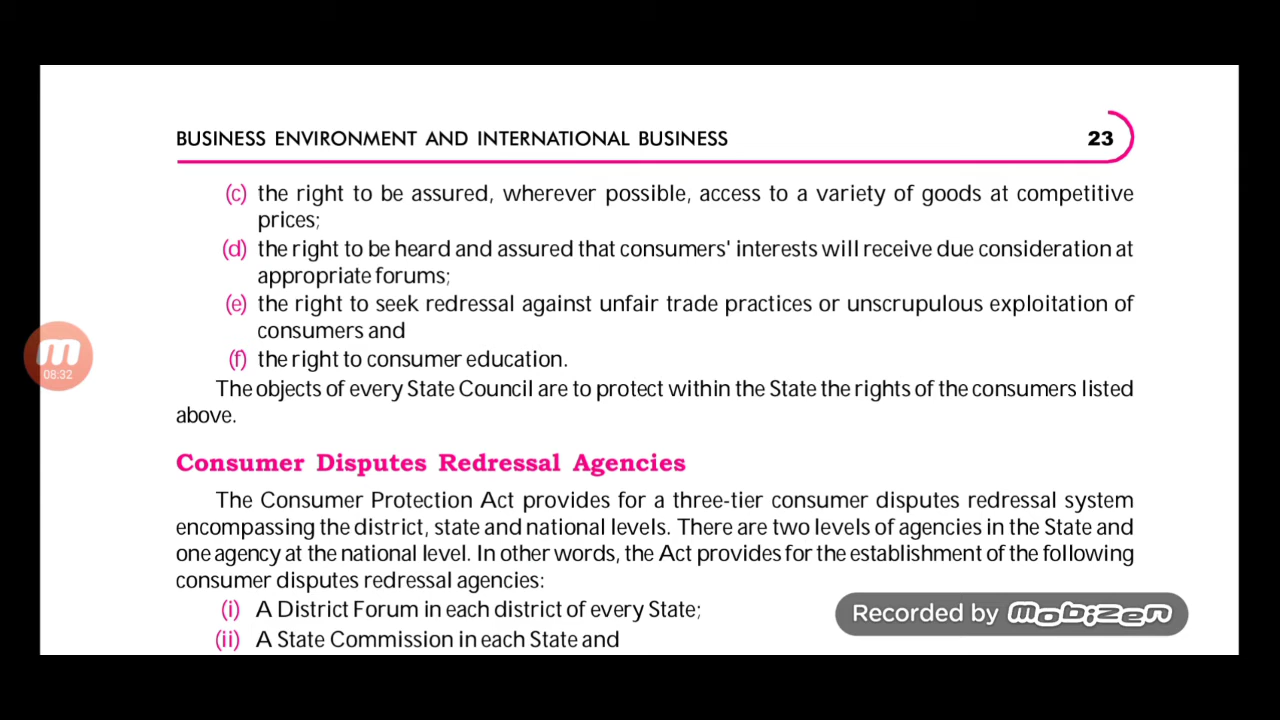 BUSINESS ENVIRONMENT AND INTERNATIONAL BUSINESS 23
(c) the right to be assured, wherever possible, access to a variety of goods at competitive
prices;
(d) the right to be heard and assured that consumers' interests will receive due consideration at
appropriate forums;
(e) the right to seek redressal against unfair trade practices or unscrupulous exploitation of
consumers and
(f) the right to consumer education.
The objects of every State Council are to protect within the State the rights of the consumers listed
above.
Consumer Disputes Redressal Agencies
The Consumer Protection Act provides for a three-tier consumer disputes redressal system
encompassing the district, state and national levels. There are two levels of agencies in the State and
one agency at the national level. In other words, the Act provides for the establishment of the following
consumer disputes redressal agencies:
(i) A District Forum in each district of every State;
(ii) A State Commission in each State and
m
08:32
Recorded by mobizen